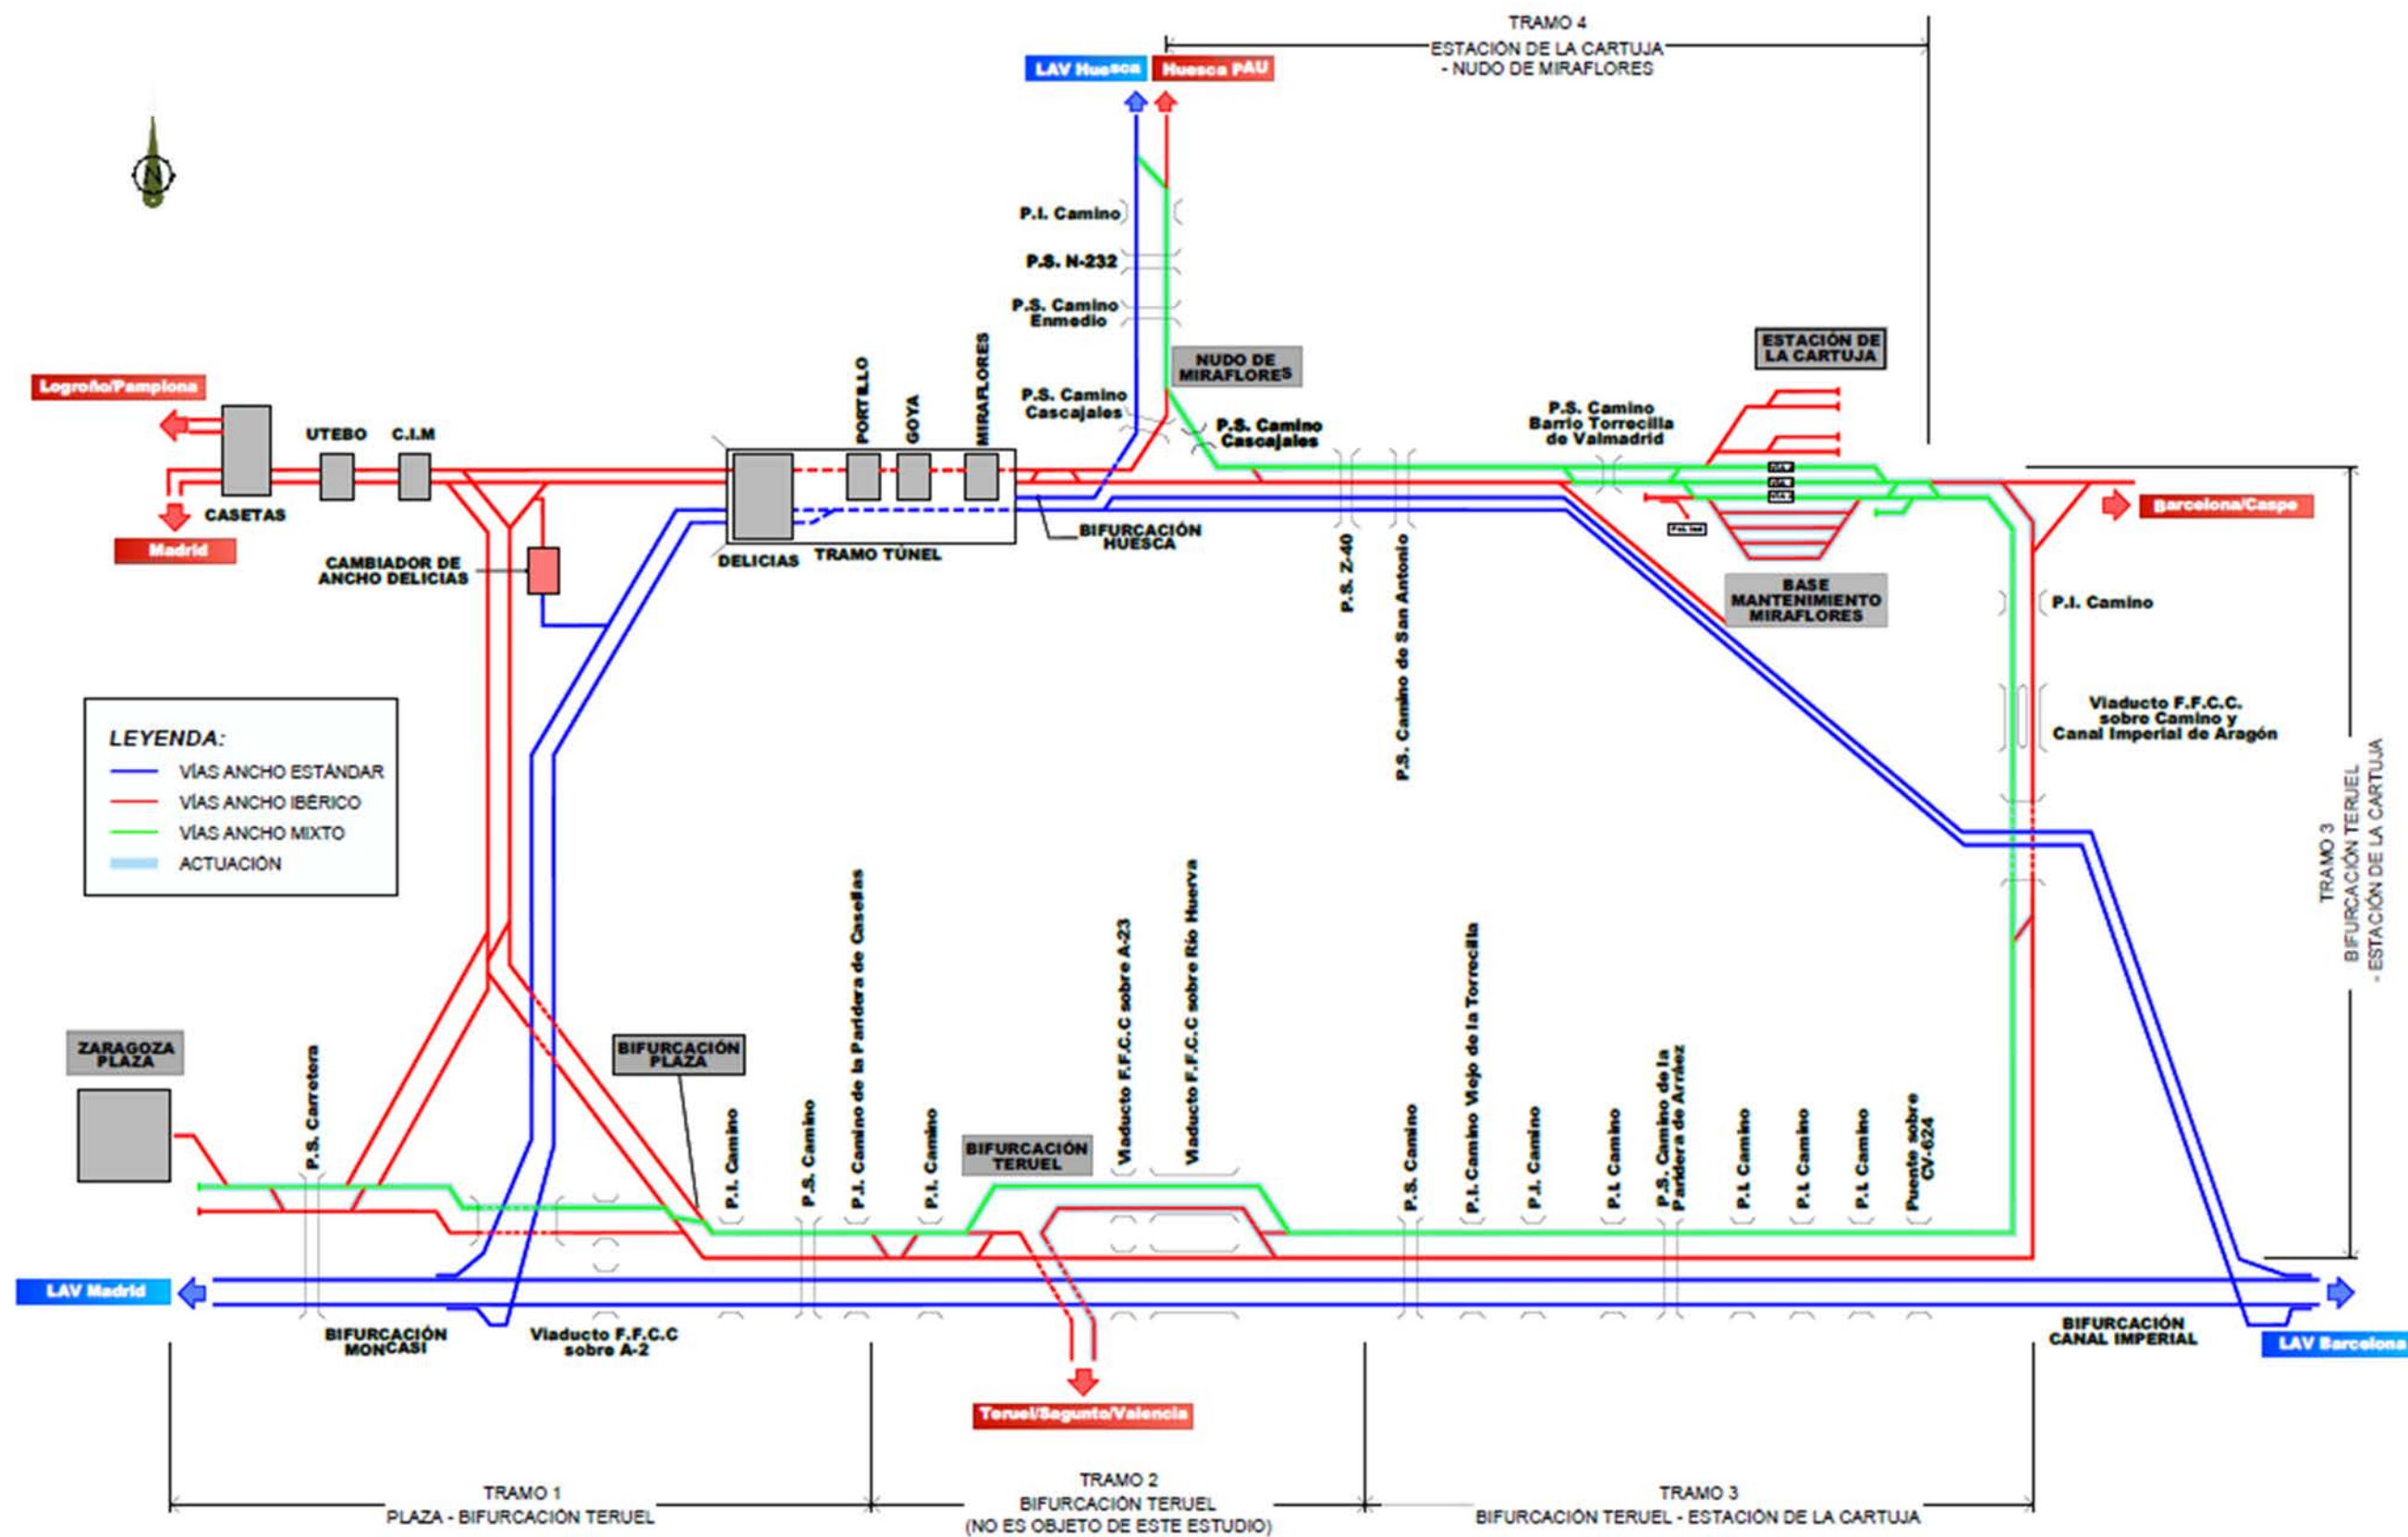 TRAMO 4
ESTACIÓN DE LA CARTUJA
- NUDO DE MIRAFLORES
LAV Huesca
Huesca PAU
N
P.I. Camino
P.S. N-232
P.S. Camino
Enmedio
NUDO DE
MIRAFLORES
P.S. Camino
Cascajales
P.S. Camino
Cascajales
P.S. Camino
Barrio Torrecilla
de Valmadrid
ESTACIÓN DE
LA CARTUJA
Logroño/Pamplona
UTEBO
C.I.M
PORTILLO
GOYA
MIRAFLORES
CASETAS
Madrid
CAMBIADOR DE
ANCHO DELICIAS
DELICIAS
TRAMO TÚNEL
BIFURCACIÓN
HUESCA
P.S. Z-40
P.S. Camino de San Antonio
BASE
MANTENIMIENTO
MIRAFLORES
Barcelona/Caspe
P.I. Camino
Viaducto F.F.C.C.
sobre Camino y
Canal Imperial de Aragón
TRAMO 3
BIFURCACIÓN TERUEL
- ESTACIÓN DE LA CARTUJA
LEYENDA:
VÍAS ANCHO ESTÁNDAR
VÍAS ANCHO IBÉRICO
VÍAS ANCHO MIXTO
ACTUACIÓN
ZARAGOZA
PLAZA
P.S. Carretera
BIFURCACIÓN
PLAZA
P.I. Camino
P.S. Camino
P.I. Camino de la Paridera de Casellas
P.I. Camino
BIFURCACIÓN
TERUEL
Viaducto F.F.C.C sobre A-23
Viaducto F.F.C.C sobre Río Huerva
P.S. Camino
P.I. Camino Viejo de la Torrecilla
P.I. Camino
P.I. Camino
P.S. Camino de la
Paridera de Arráez
P.I. Camino
P.I. Camino
P.I. Camino
Puente sobre
CV-624
LAV Madrid
BIFURCACIÓN
MONCASI
Viaducto F.F.C.C
sobre A-2
BIFURCACIÓN
CANAL IMPERIAL
LAV Barcelona
Teruel/Sagunto/Valencia
TRAMO 1
PLAZA - BIFURCACIÓN TERUEL
TRAMO 2
BIFURCACIÓN TERUEL
(NO ES OBJETO DE ESTE ESTUDIO)
TRAMO 3
BIFURCACIÓN TERUEL - ESTACIÓN DE LA CARTUJA